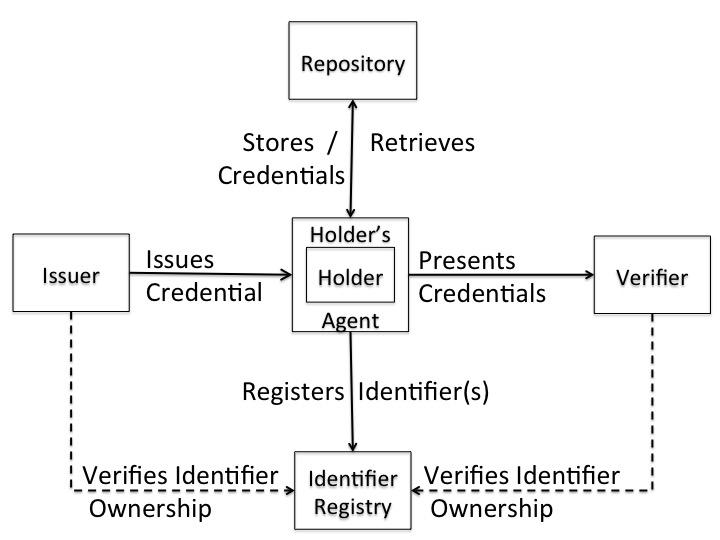 Repository
Stores / Retrieves
Credentials
Holder's
Issues
Presents
Issuer
Holder
Verifier
Credential
Credentials
Agent
Registers Identifier(s)
Verifies Identifier
Ownership
Identifier
Registry
Verifies Identifier
Ownership